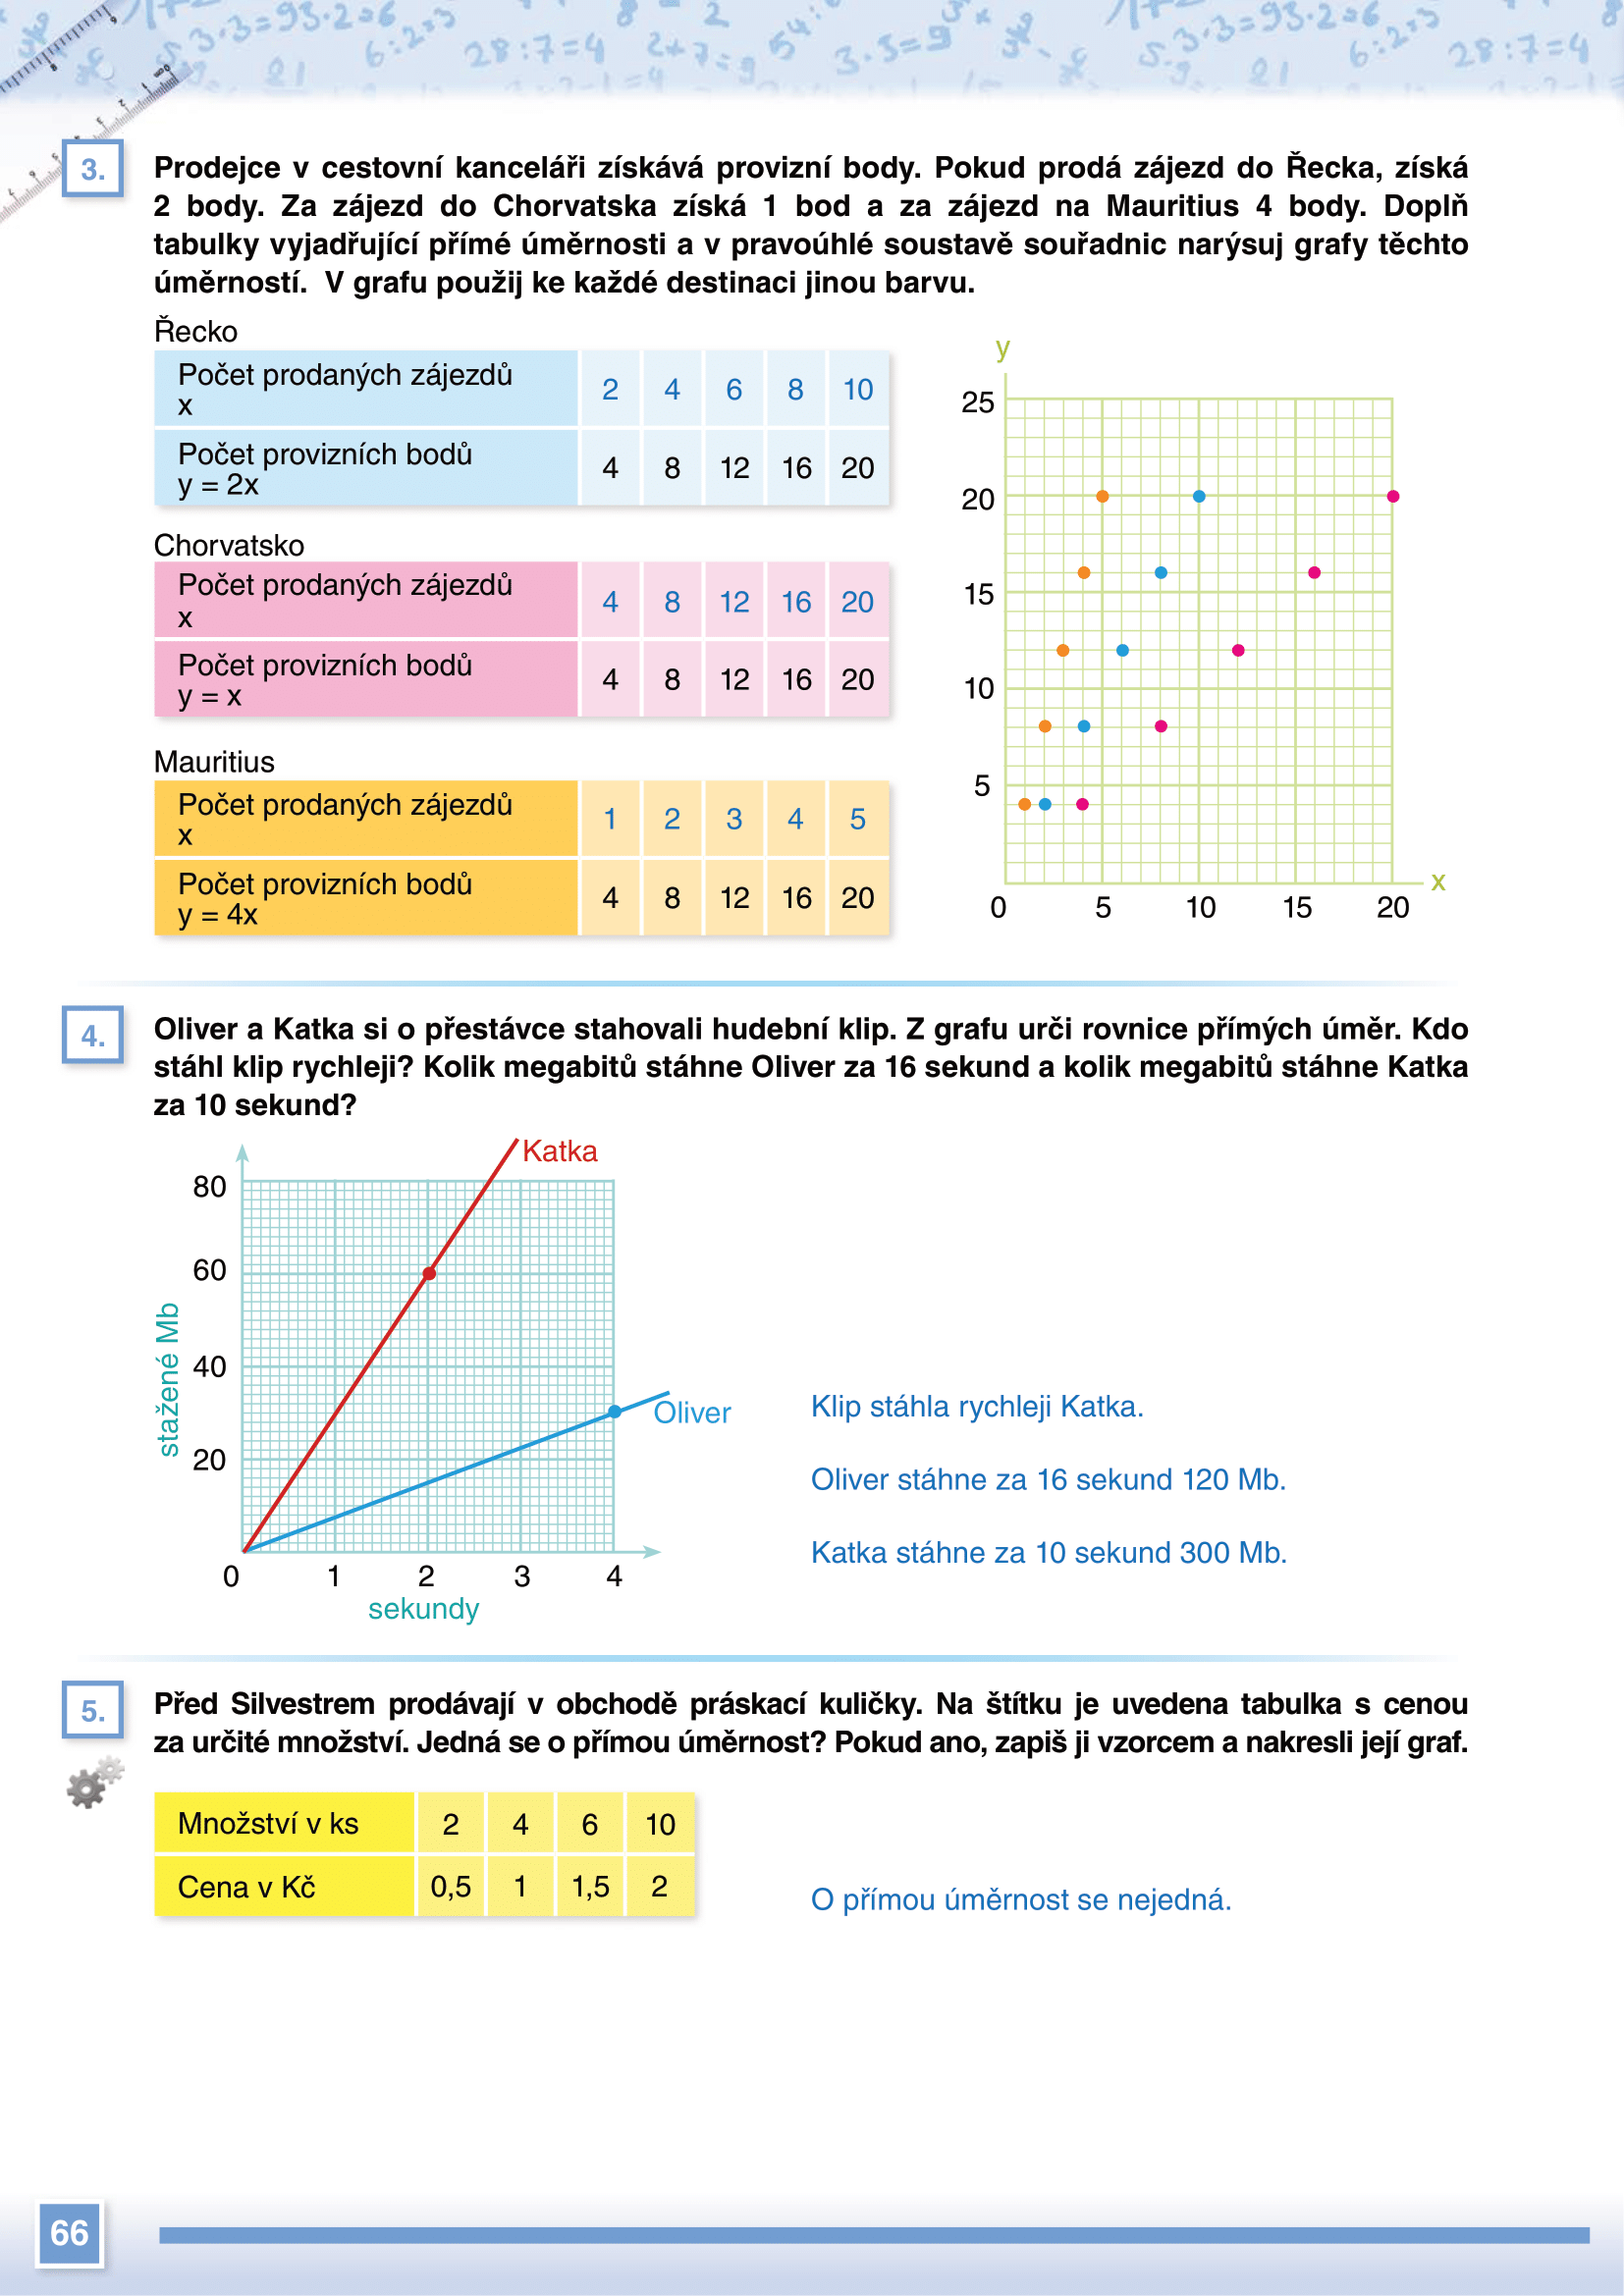 3.
Prodejce v cestovní kanceláři získává provizní body. Pokud prodá zájezd do Řecka, získá
2 body. Za zájezd do Chorvatska získá 1 bod a za zájezd na Mauritius 4 body. Doplň
tabulky vyjadřující přímé úměrnosti a v pravoúhlé soustavě souřadnic narýsuj grafy těchto
úměrností. V grafu použij ke každé destinaci jinou barvu.
Řecko
Počet prodaných zájezdů
x
2 4 6 8 10
Počet provizních bodů
y = 2x
4 8 12 16 20
Chorvatsko
Počet prodaných zájezdů
x
4 8 12 16 20
Počet provizních bodů
y = x
4 8 12 16 20
Mauritius
Počet prodaných zájezdů
x
1 2 3 4 5
Počet provizních bodů
y = 4x
4 8 12 16 20
y
25
20
15
10
5
x
0 5 10 15 20
4.
Oliver a Katka si o přestávce stahovali hudební klip. Z grafu urči rovnice přímých úměr. Kdo
stáhl klip rychleji? Kolik megabitů stáhne Oliver za 16 sekund a kolik megabitů stáhne Katka
za 10 sekund?
Katka
80
60
40
20
stažené Mb
Oliver
0 1 2 3 4
sekundy
Klip stáhla rychleji Katka.
Oliver stáhne za 16 sekund 120 Mb.
Katka stáhne za 10 sekund 300 Mb.
5.
Před Silvestrem prodávají v obchodě práskací kuličky. Na štítku je uvedena tabulka s cenou
za určité množství. Jedná se o přímou úměrnost? Pokud ano, zapiš ji vzorcem a nakresli její graf.
Množství v ks 2 4 6 10
Cena v Kč 0,5 1 1,5 2
O přímou úměrnost se nejedná.
66